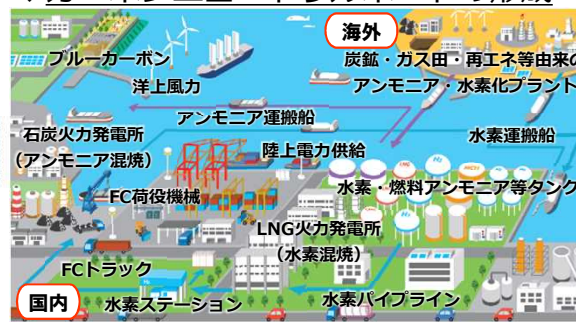 ブルーカーボン
洋上風力
海外
炭鉱・ガス田・再エネ等由来の
アンモニア・水素化プラント
アンモニア運搬船
水素運搬船
石炭火力発電所
（アンモニア混焼）
陸上電力供給
FC荷役機械
水素・燃料アンモニア等タンク
LNG火力発電所
（水素混焼）
FCトラック
国内
水素ステーション
水素パイプライン